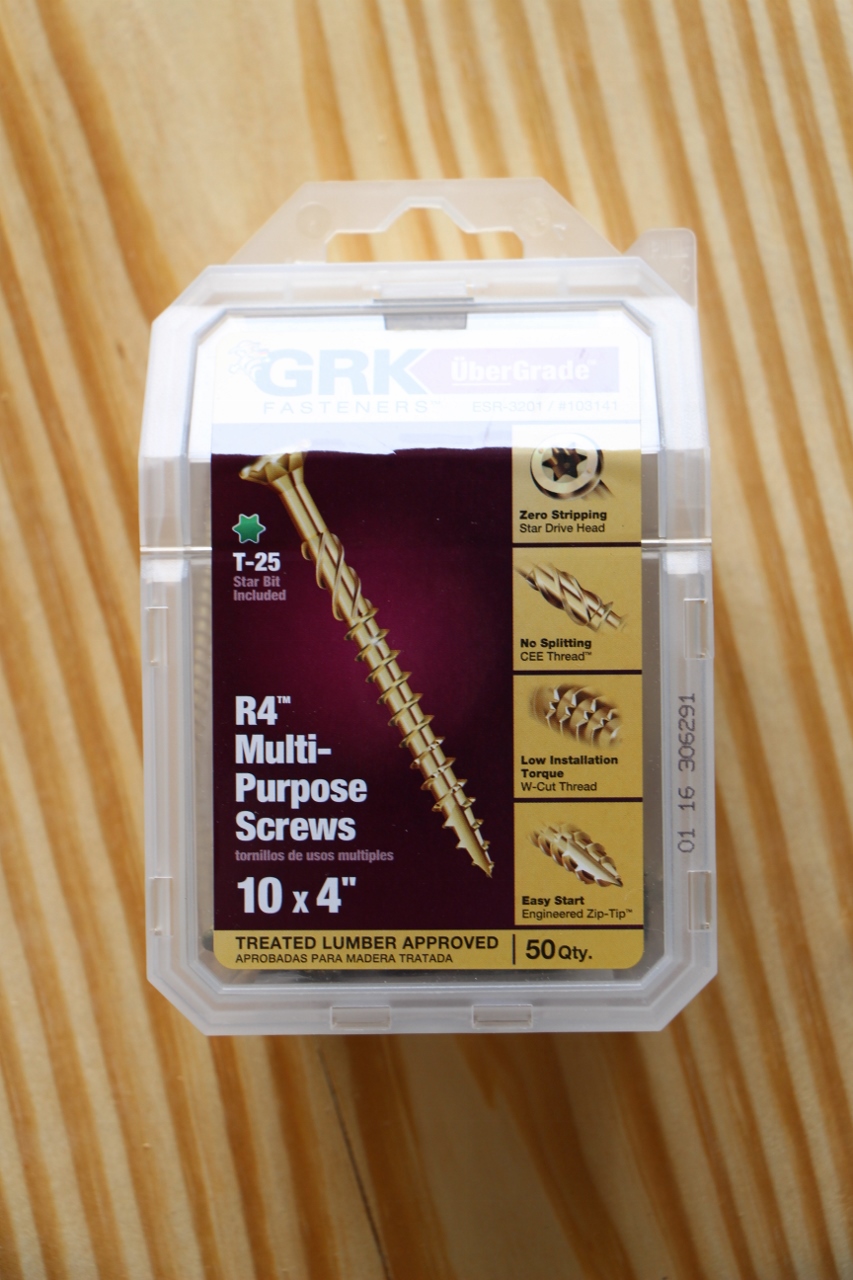 GRK
FASTENERS™
ÜberGrade™
ESR-3201 / #103141
Zero Stripping
Star Drive Head
T-25
Star Bit
Included
No Splitting
CEE Thread™
R4™
Multi-
Purpose
Screws
tornillos de usos multiples
10 x 4"
Low Installation
Torque
W-Cut Thread
Easy Start
Engineered Zip-Tip™
TREATED LUMBER APPROVED
APROBADAS PARA MADERA TRATADA
50 Qty.
01 16 306291